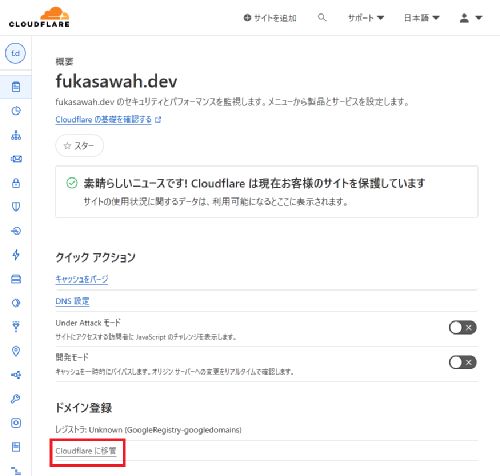 CLOUDFLARE
サイトを追加
サポート
日本語
f.d
概要
fukasawah.dev
fukasawah.dev のセキュリティとパフォーマンスを監視します。メニューから製品とサービスを設定します。
Cloudflare の基礎を確認する
スター
素晴らしいニュースです! Cloudflare は現在お客様のサイトを保護しています
サイトの使用状況に関するデータは、利用可能になるとここに表示されます。
クイック アクション
キャッシュをパージ
DNS 設定
Under Attack モード
サイトにアクセスする訪問者に JavaScript のチャレンジを表示します。
開発モード
キャッシュを一時的にバイパスします。オリジン サーバーへの変更をリアルタイムで確認します。
ドメイン登録
レジストラ: Unknown (GoogleRegistry-googledomains)
Cloudflare に移管